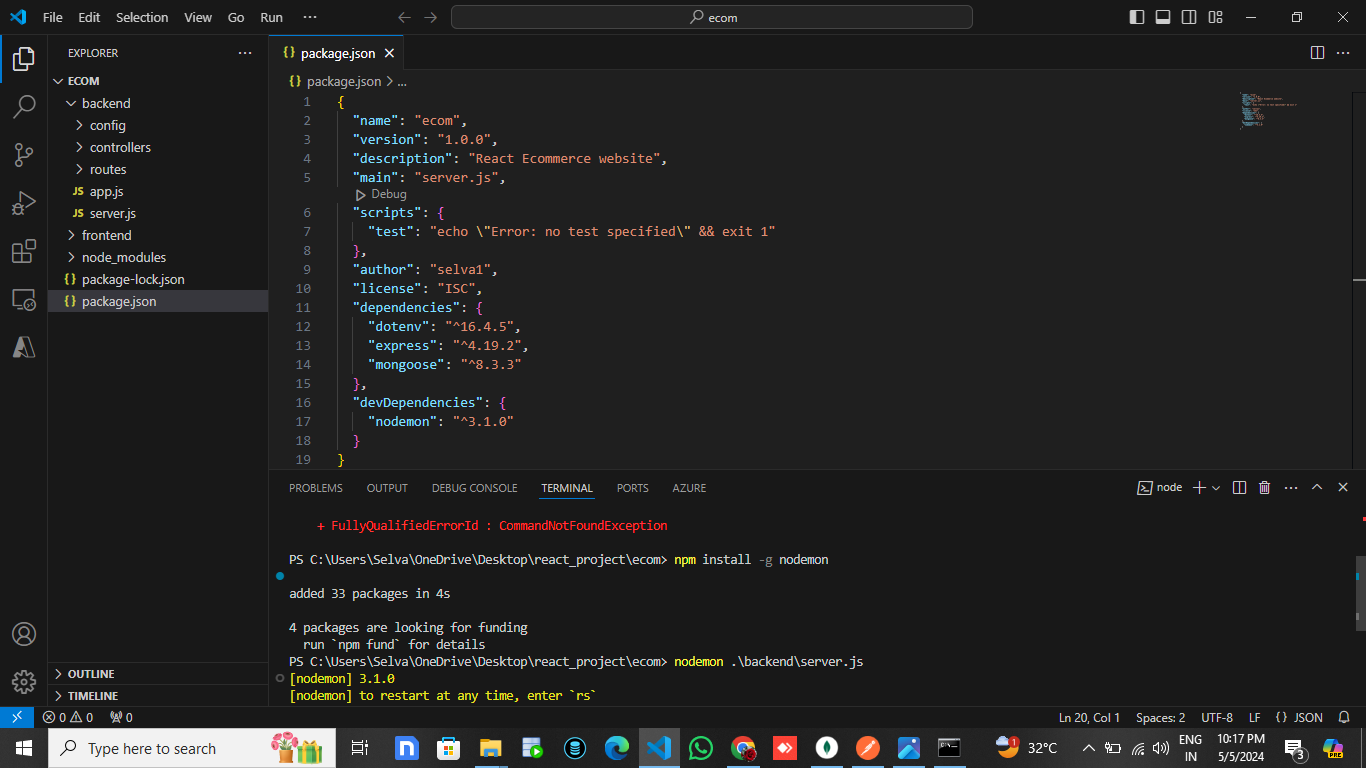 File Edit Selection View Go Run ···
ecom
EXPLORER
ECOM
backend
config
controllers
routes
JS app.js
JS server.js
frontend
node_modules
{} package-lock.json
{} package.json
OUTLINE
TIMELINE
{} package.json
{} package.json > ...
1 {
2 "name": "ecom",
3 "version": "1.0.0",
4 "description": "React Ecommerce website",
5 "main": "server.js",
Debug
6 "scripts": {
7 "test": "echo \"Error: no test specified\" && exit 1"
8 },
9 "author": "selva1",
10 "license": "ISC",
11 "dependencies": {
12 "dotenv": "^16.4.5",
13 "express": "^4.19.2",
14 "mongoose": "^8.3.3"
15 },
16 "devDependencies": {
17 "nodemon": "^3.1.0"
18 }
19 }
PROBLEMS OUTPUT DEBUG CONSOLE TERMINAL PORTS AZURE
node
+ FullyQualifiedErrorId : CommandNotFoundException
PS C:\Users\Selva\OneDrive\Desktop\react_project\ecom> npm install -g nodemon
added 33 packages in 4s
4 packages are looking for funding
run `npm fund` for details
PS C:\Users\Selva\OneDrive\Desktop\react_project\ecom> nodemon .\backend\server.js
[nodemon] 3.1.0
[nodemon] to restart at any time, enter `rs`
0 0 0
Ln 20, Col 1 Spaces: 2 UTF-8 LF {} JSON
Type here to search
1
32°C
ENG
IN
10:17 PM
5/5/2024
3
PRE